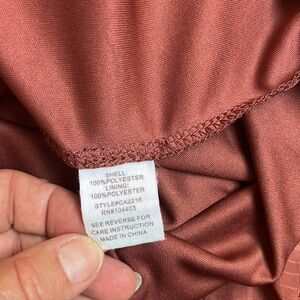 SHELL:
100%POLYESTER
LINING:
100%POLYESTER
STYLE#CA2216
RN#104403
SEE REVERSE FOR
CARE INSTRUCTION
MADE IN CHINA